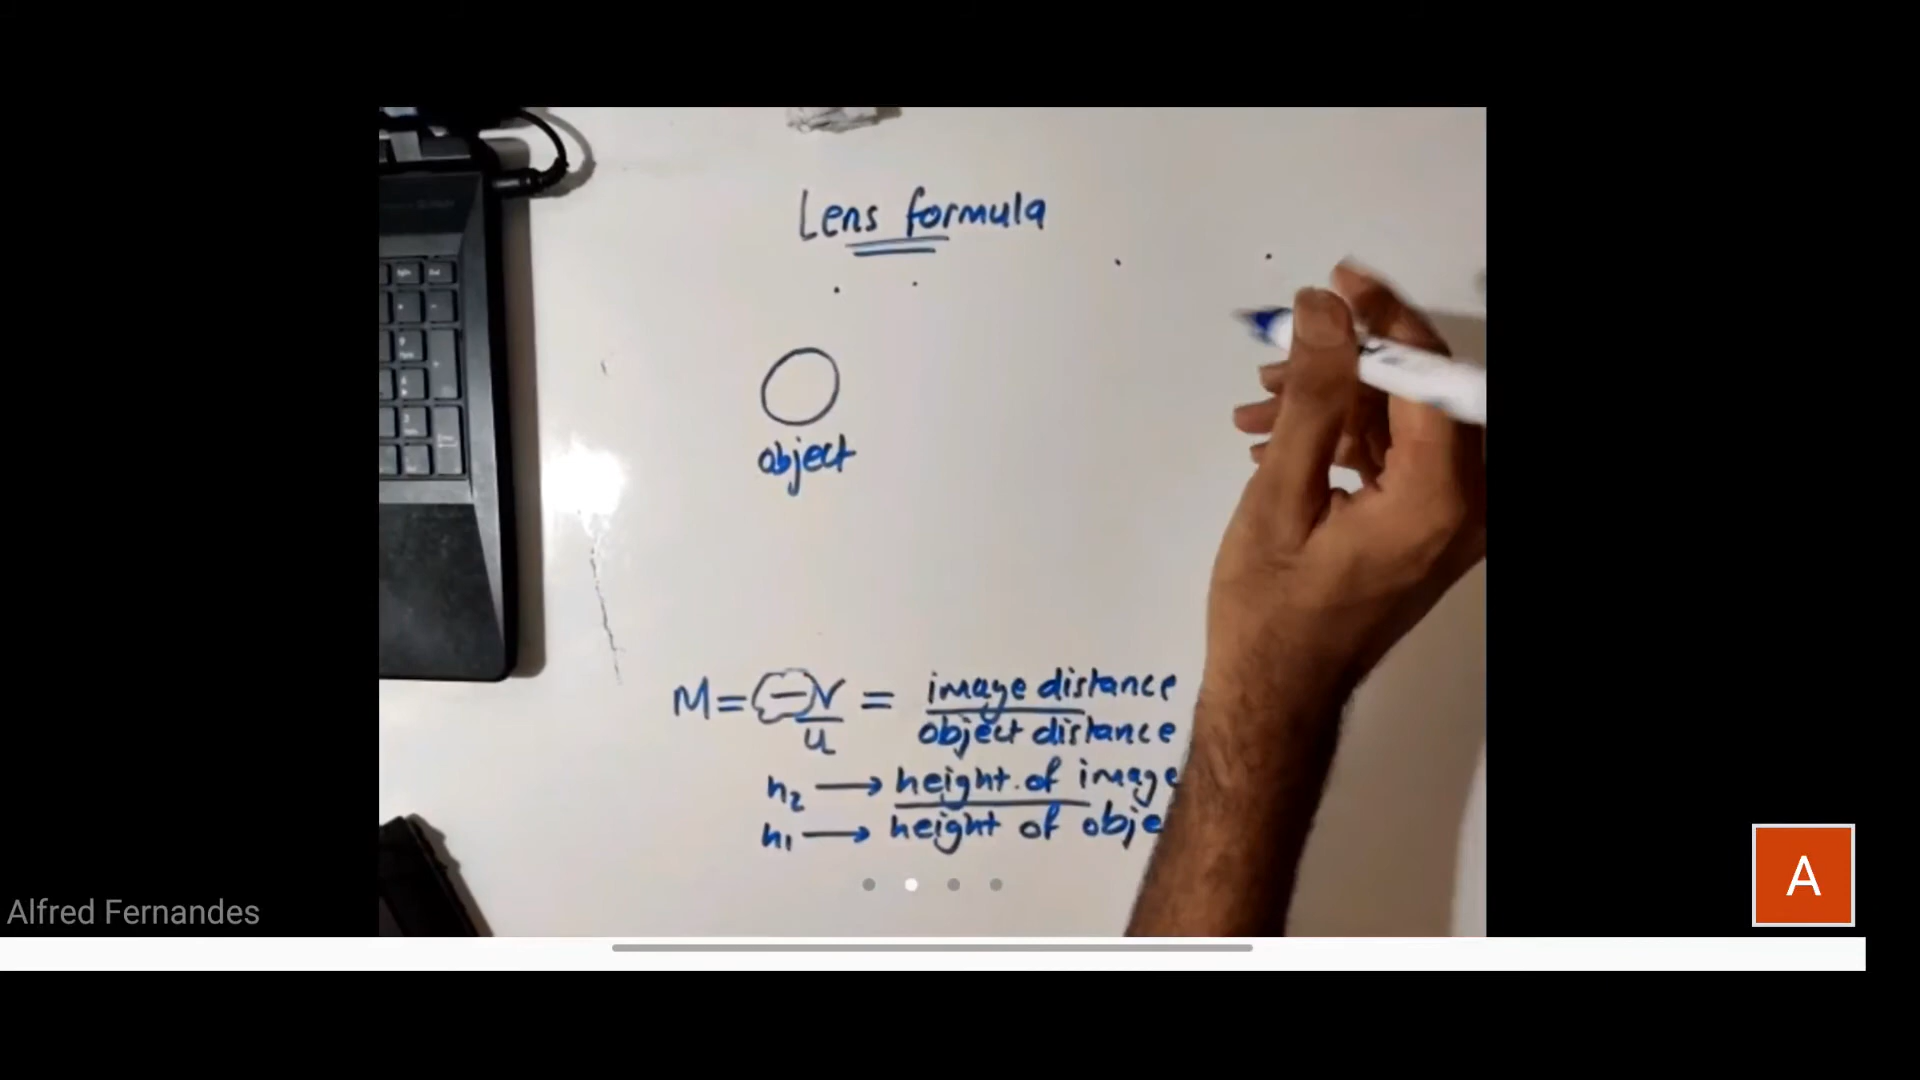 Lens formula
object
M = -v/u = image distance / object distance
h2 → height of image
h1 → height of obje
Alfred Fernandes
A